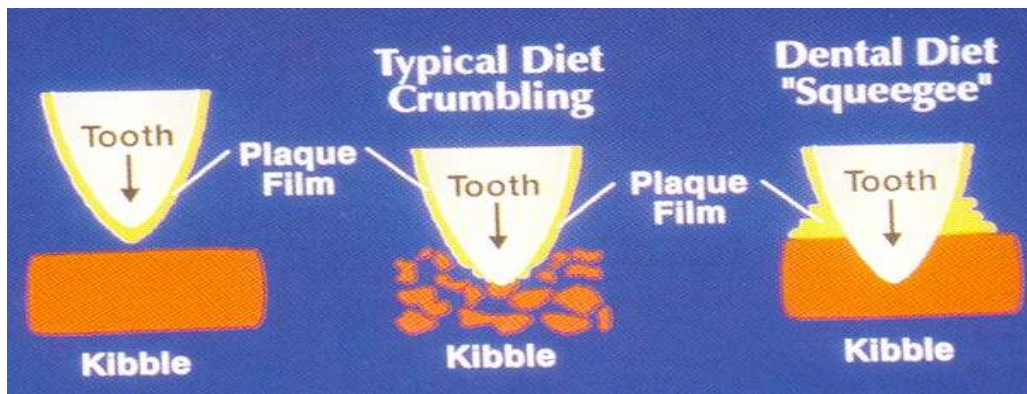 Typical Diet
Crumbling
Dental Diet
"Squeegee"
Tooth
Plaque
Film
Tooth
Plaque
Film
Tooth
Kibble
Kibble
Kibble